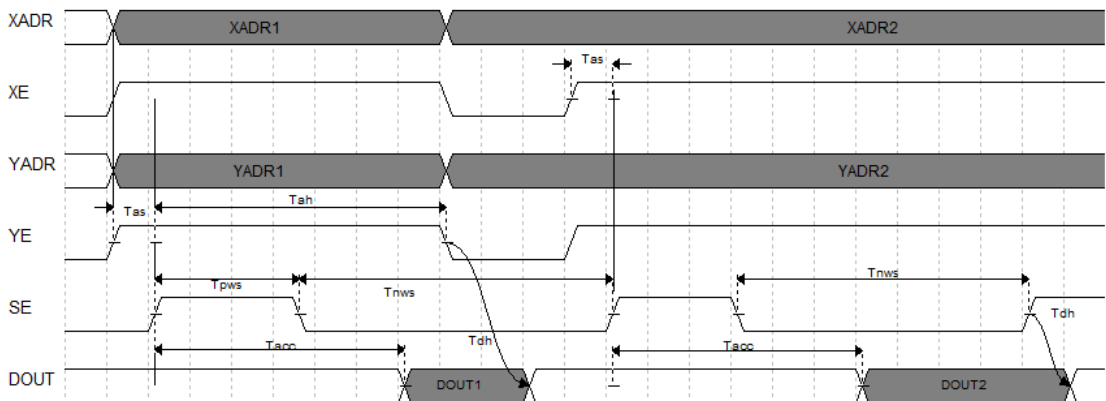 XADR XADR1 XADR2
Tas
XE
YADR YADR1 YADR2
Tas Tah
YE
Tpws Tnws Tnws
SE
Tdh Tdh
Tacc Tacc
DOUT DOUT1 DOUT2